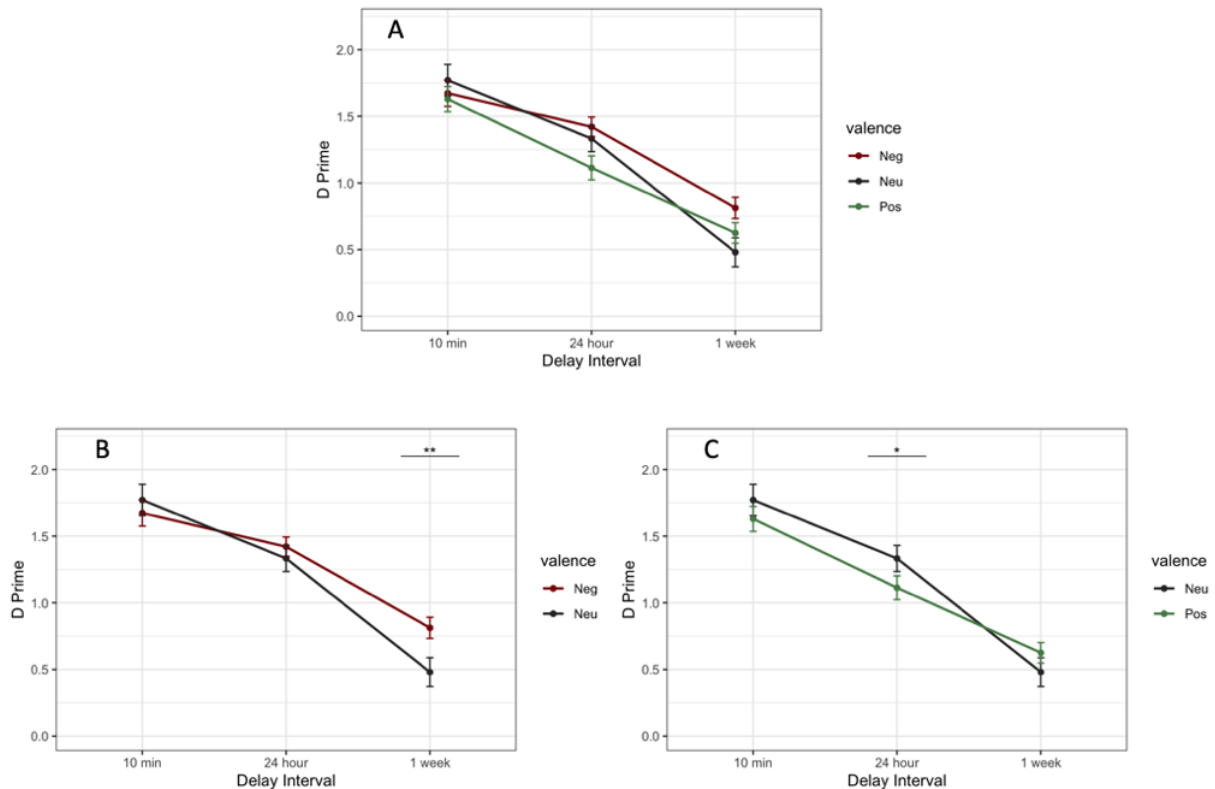 A
2.0
1.5
1.0
0.5
0.0
D Prime
10 min 24 hour 1 week
Delay Interval
valence
Neg
Neu
Pos
B
**
2.0
1.5
1.0
0.5
0.0
D Prime
10 min 24 hour 1 week
Delay Interval
valence
Neg
Neu
C
*
2.0
1.5
1.0
0.5
0.0
D Prime
10 min 24 hour 1 week
Delay Interval
valence
Neu
Pos